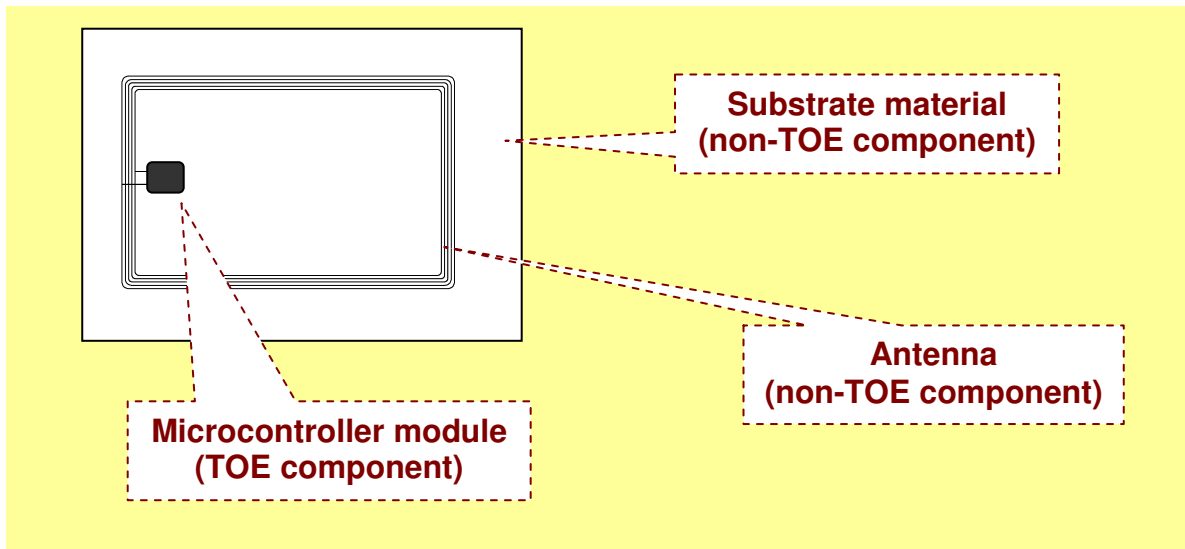 Substrate material
(non-TOE component)
Antenna
(non-TOE component)
Microcontroller module
(TOE component)